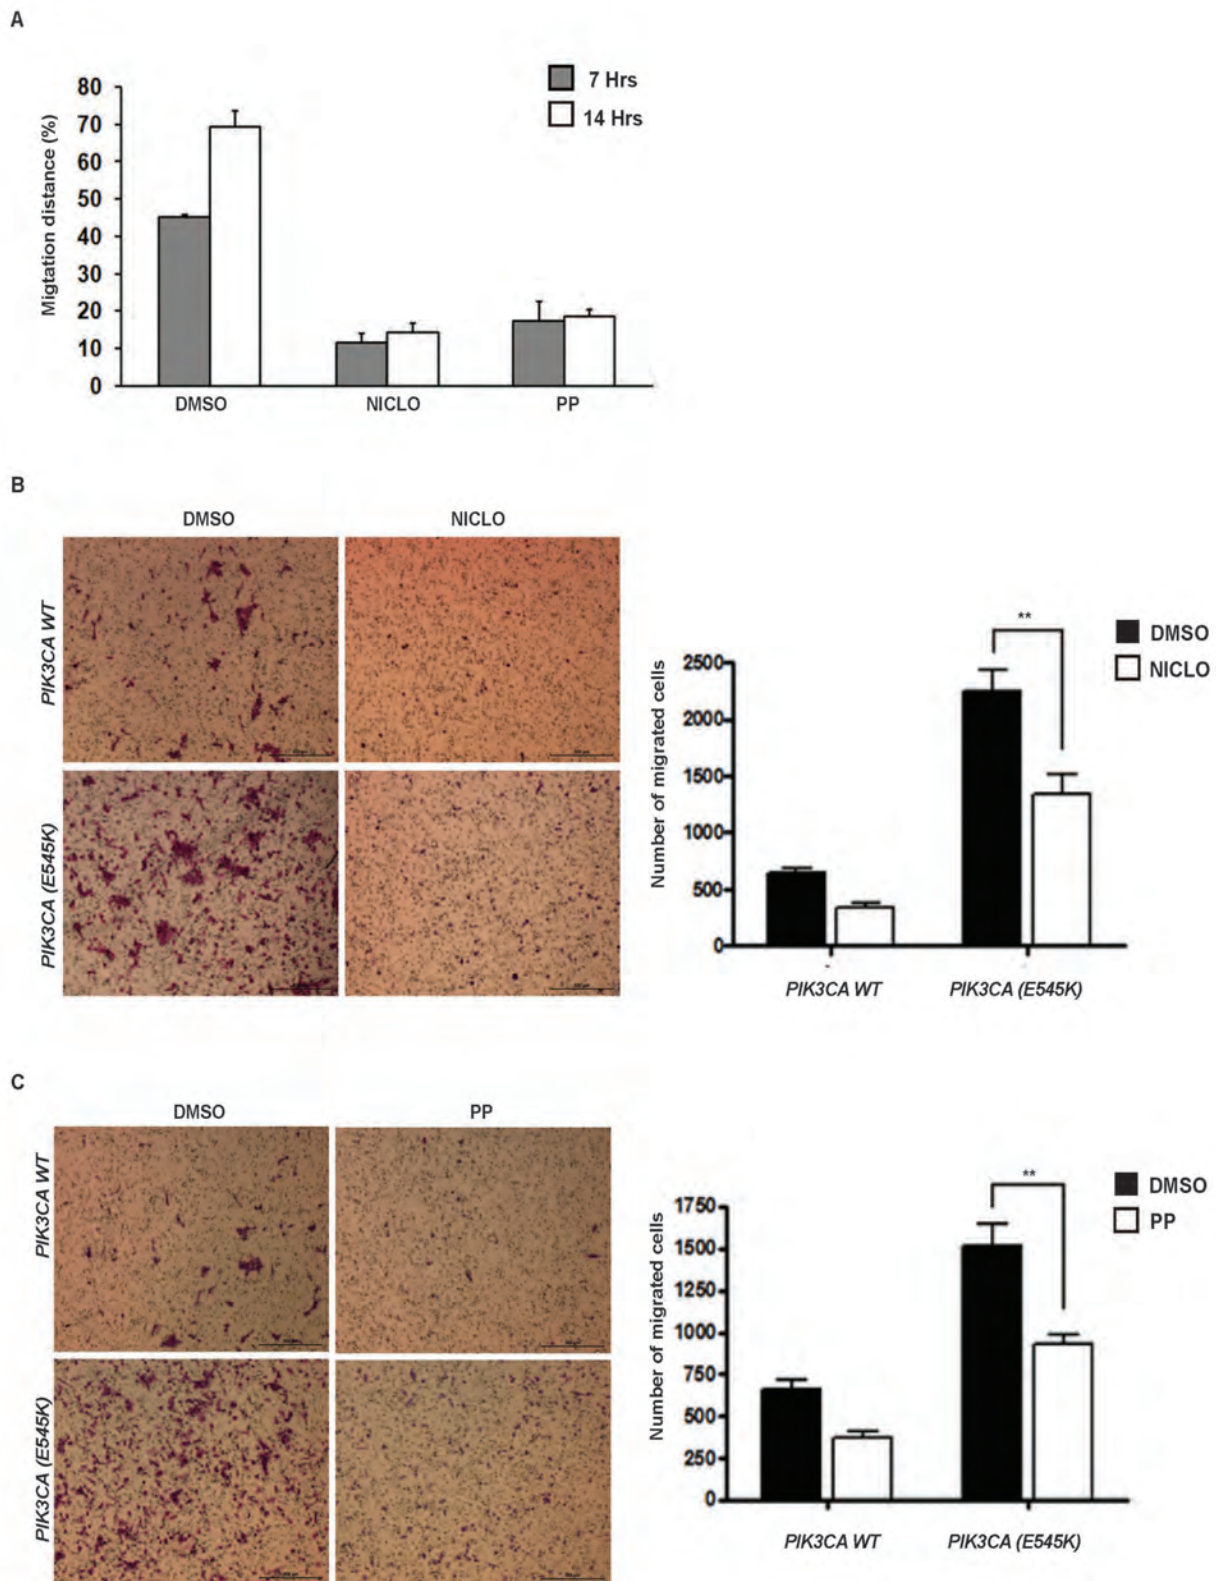 A
80
70
60
50
40
30
20
10
0
Migtation distance (%)
7 Hrs
14 Hrs
DMSO NICLO PP
B
DMSO NICLO
PIK3CA WT
PIK3CA (E545K)
Number of migrated cells
2500
2000
1500
1000
500
0
**
DMSO
NICLO
PIK3CA WT PIK3CA (E545K)
C
DMSO PP
PIK3CA WT
PIK3CA (E545K)
Number of migrated cells
1750
1500
1250
1000
750
500
250
0
**
DMSO
PP
PIK3CA WT PIK3CA (E545K)